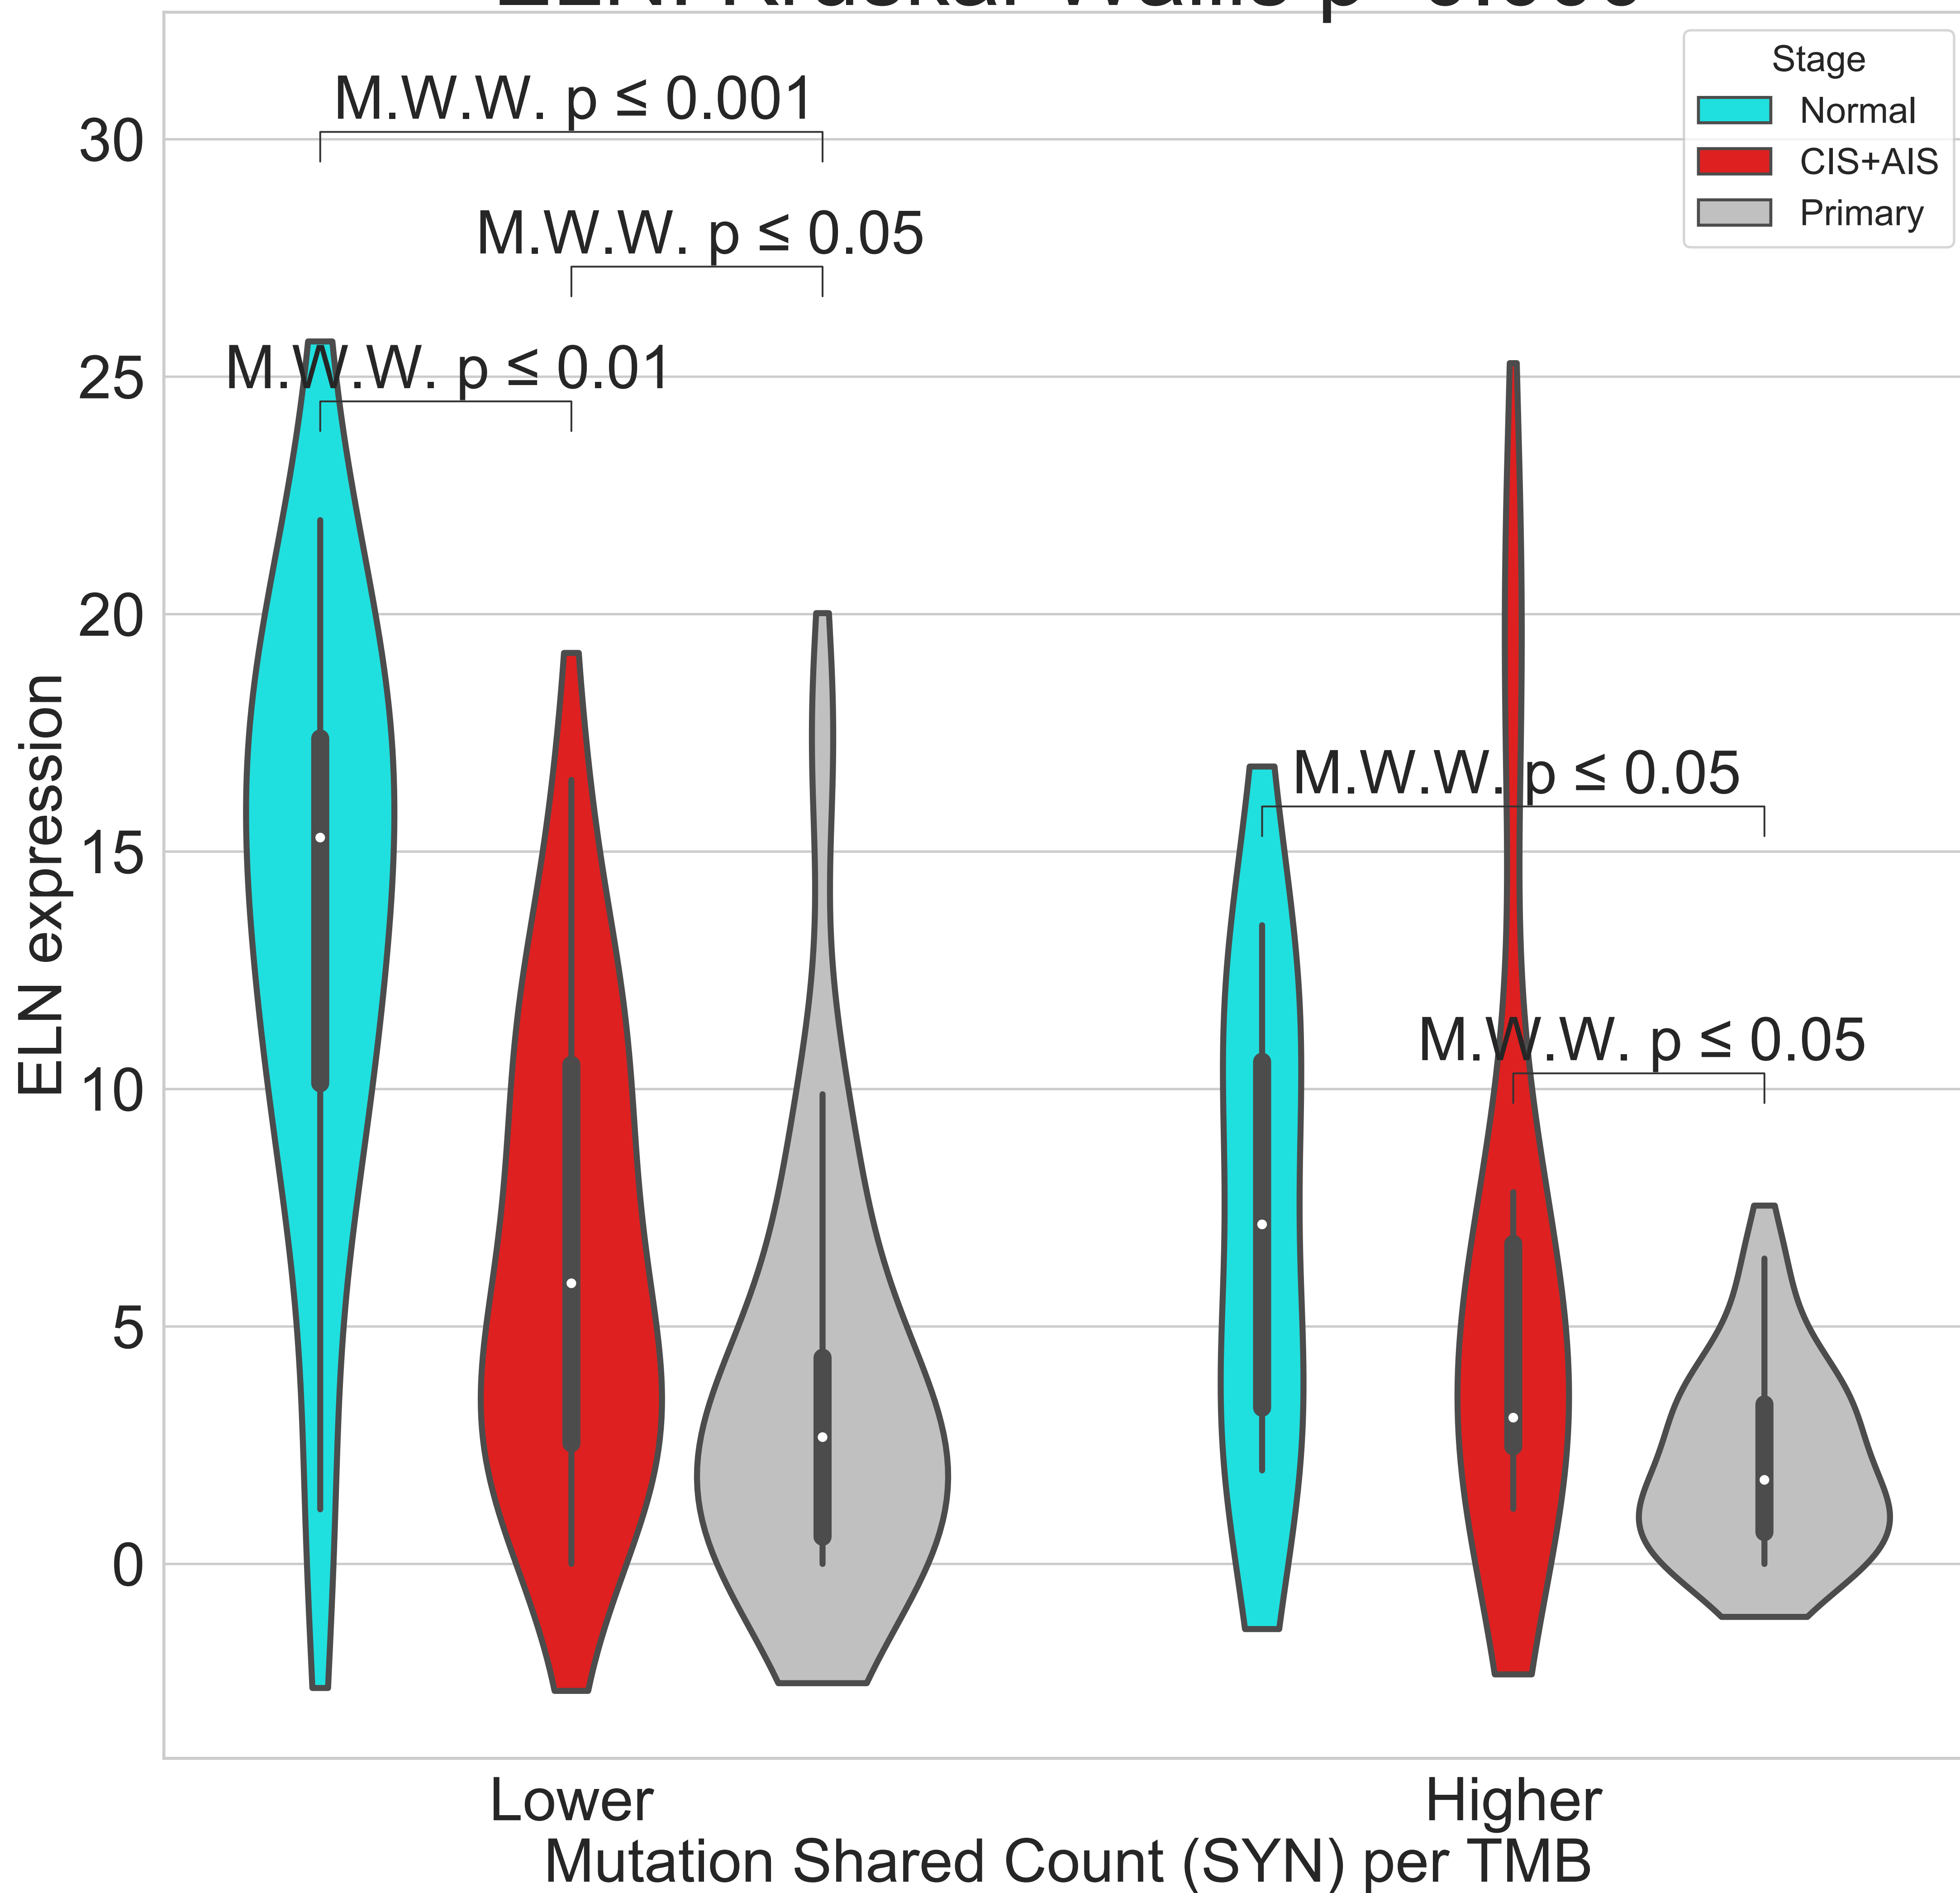 Stage
Normal
CIS+AIS
Primary
M.W.W. p ≤ 0.001
M.W.W. p ≤ 0.05
M.W.W. p ≤ 0.01
M.W.W. p ≤ 0.05
M.W.W. p ≤ 0.05
30
25
20
15
10
5
0
ELN expression
Lower
Higher
Mutation Shared Count (SYN) per TMB